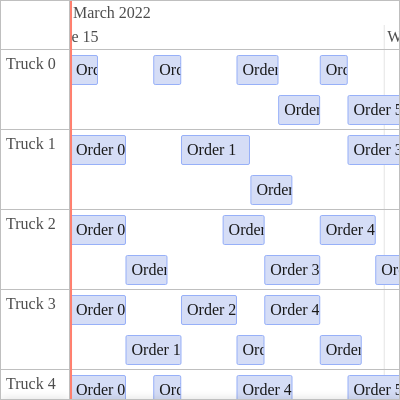 March 2022
e 15
W
Truck 0
Ord
Ord
Order
Ord
Order
Order 5
Truck 1
Order 0
Order 1
Order 3
Order
Truck 2
Order 0
Order
Order 4
Order
Order 3
Or
Truck 3
Order 0
Order 2
Order 4
Order 1
Ord
Order
Truck 4
Order 0
Ord
Order 4
Order 5